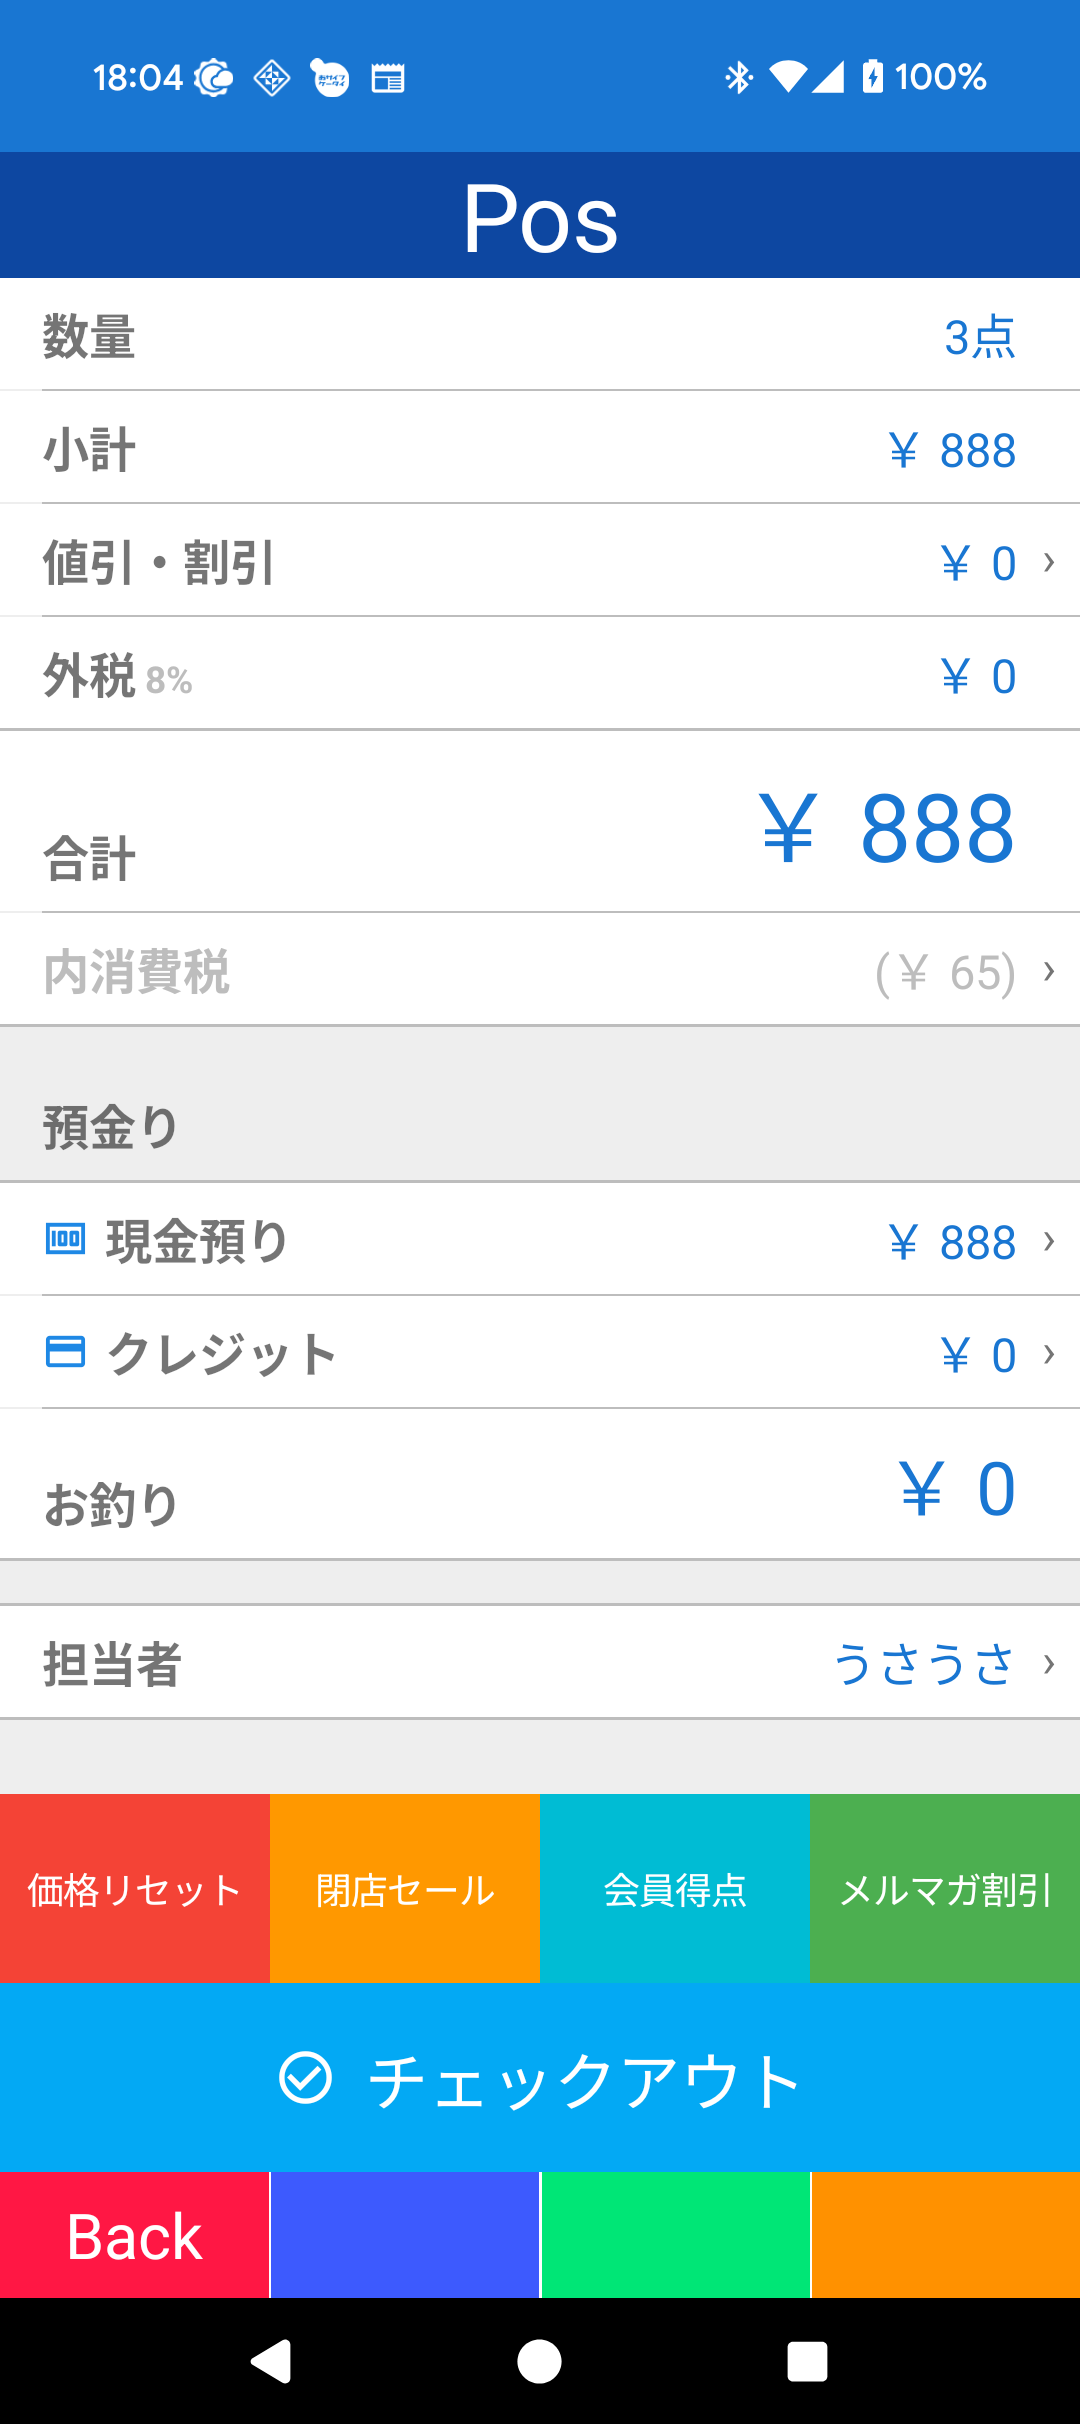 18:04
100%
Pos
数量 3点
小計 ¥ 888
値引・割引 ¥ 0 ›
外税 8% ¥ 0
合計 ¥ 888
内消費税 (¥ 65) ›
預金り
現金預り ¥ 888 ›
クレジット ¥ 0 ›
お釣り ¥ 0
担当者 うさうさ ›
価格リセット 閉店セール 会員得点 メルマガ割引
チェックアウト
Back